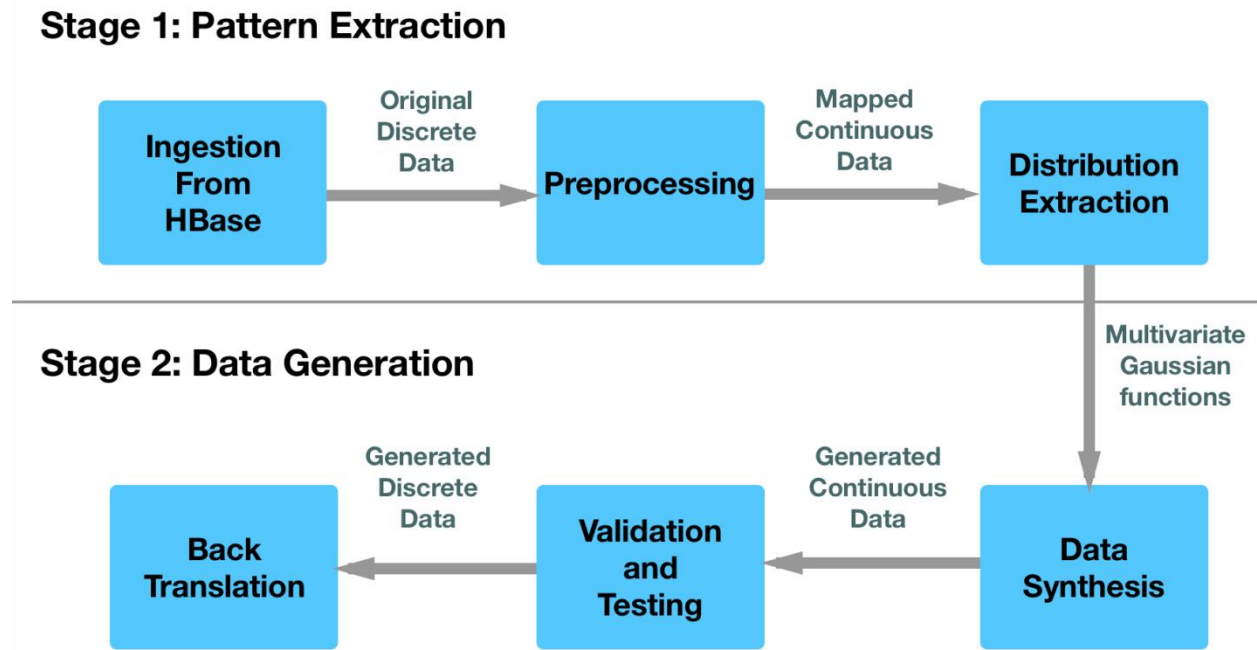 Stage 1: Pattern Extraction
Ingestion
From
HBase
Original
Discrete
Data
Preprocessing
Mapped
Continuous
Data
Distribution
Extraction
Multivariate
Gaussian
functions
Stage 2: Data Generation
Data
Synthesis
Generated
Continuous
Data
Validation
and
Testing
Generated
Discrete
Data
Back
Translation